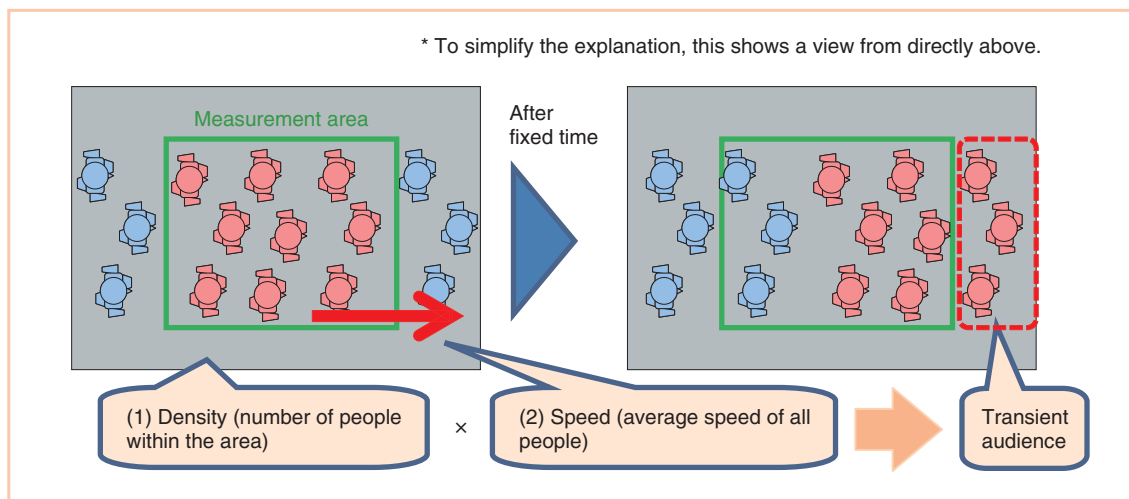 * To simplify the explanation, this shows a view from directly above.
Measurement area
After
fixed time
(1) Density (number of people
within the area)
×
(2) Speed (average speed of all
people)
Transient
audience